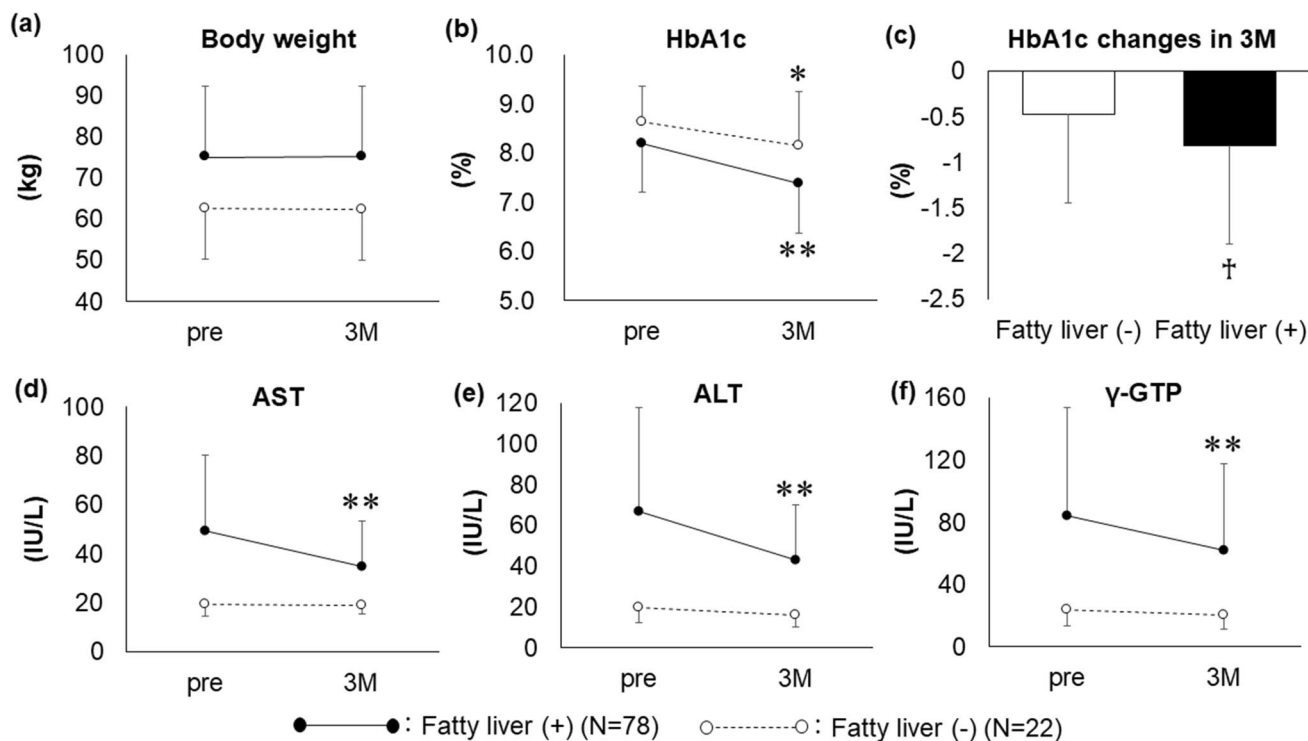 (a)
Body weight
100
90
80
70
60
50
40
(kg)
pre
3M
(b)
HbA1c
10.0
9.0
8.0
7.0
6.0
5.0
(%)
*
**
pre
3M
(c)
HbA1c changes in 3M
0
-0.5
-1
-1.5
-2
-2.5
(%)
†
Fatty liver (-)
Fatty liver (+)
(d)
AST
100
80
60
40
20
0
(IU/L)
**
pre
3M
(e)
ALT
120
100
80
60
40
20
0
(IU/L)
**
pre
3M
(f)
γ-GTP
160
120
80
40
0
(IU/L)
**
pre
3M
: Fatty liver (+) (N=78)
: Fatty liver (-) (N=22)